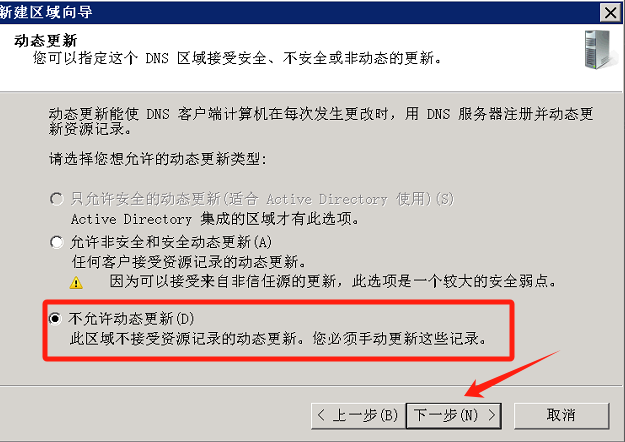 新建区域向导
动态更新
您可以指定这个 DNS 区域接受安全、不安全或非动态的更新。
动态更新能使 DNS 客户端计算机在每次发生更改时，用 DNS 服务器注册并动态更
新资源记录。
请选择您想允许的动态更新类型:
只允许安全的动态更新(适合 Active Directory 使用)(S)
Active Directory 集成的区域才有此选项。
允许非安全和安全动态更新(A)
任何客户接受资源记录的动态更新。
因为可以接受来自非信任源的更新，此选项是一个较大的安全弱点。
不允许动态更新(D)
此区域不接受资源记录的动态更新。您必须手动更新这些记录。
< 上一步(B) 下一步(N) > 取消